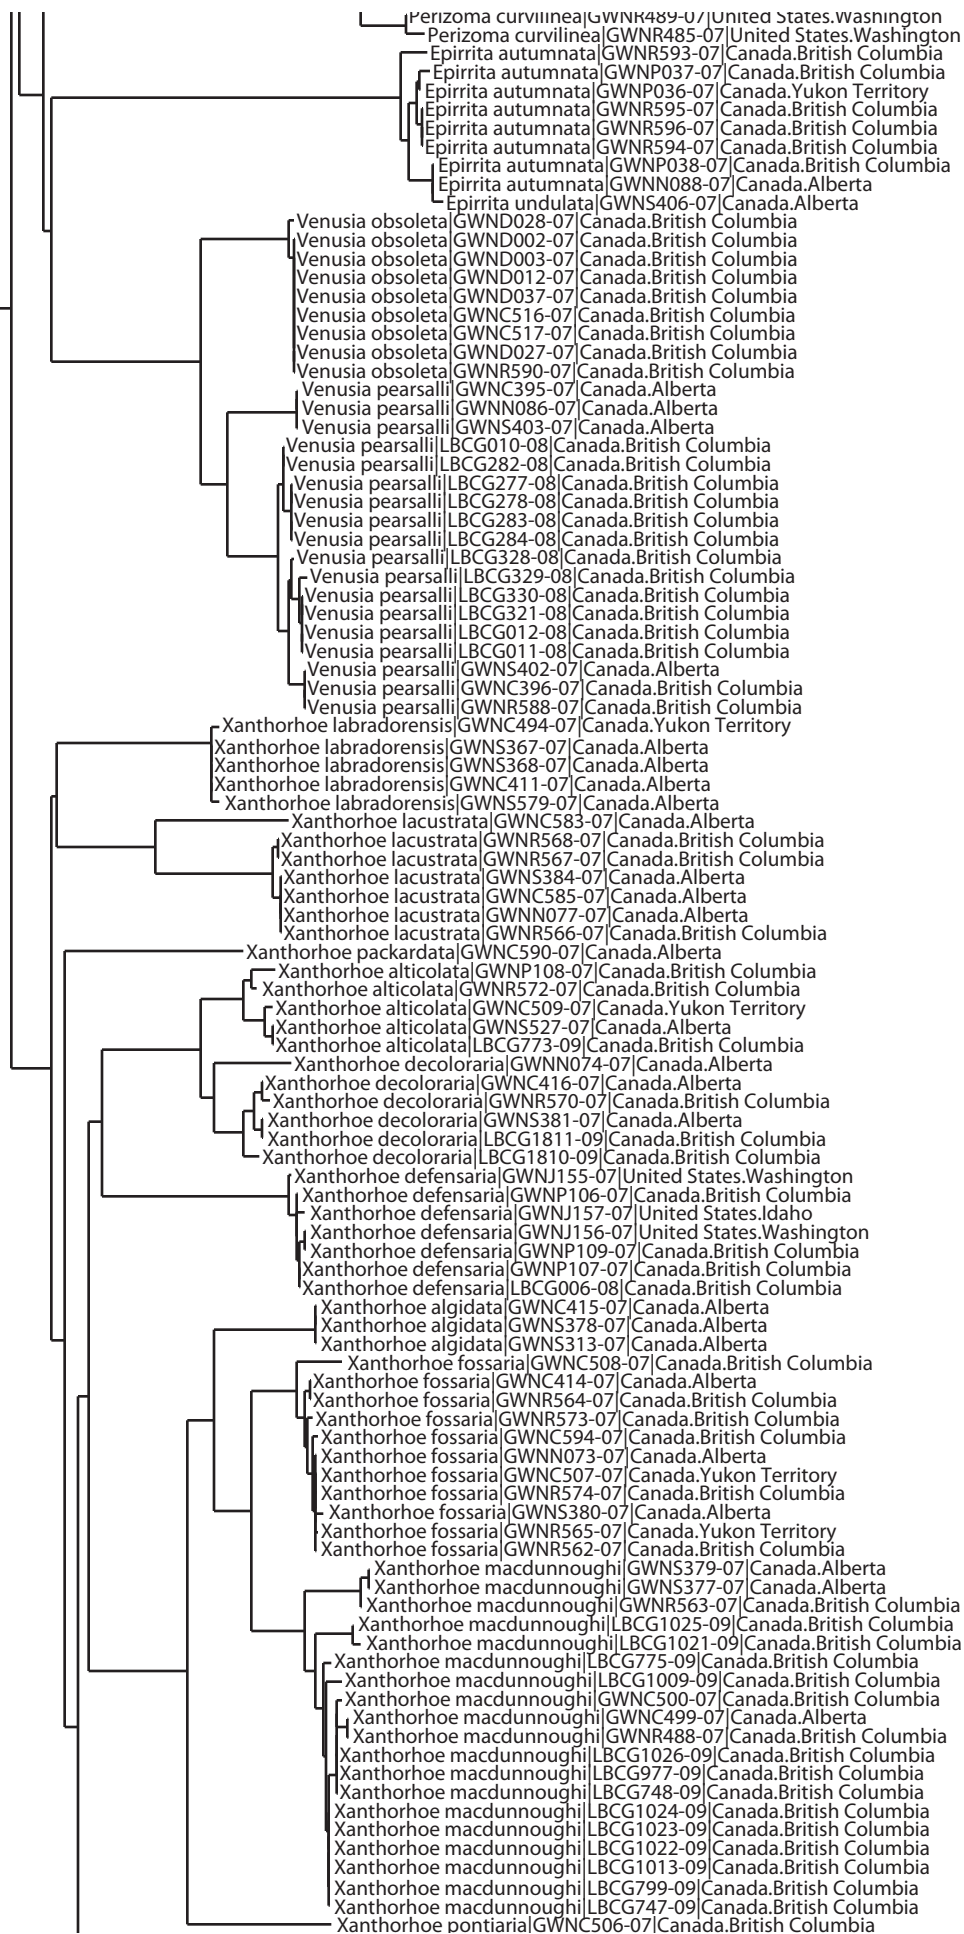 Perizoma curvilinea|GWNR489-07|United States.Washington
Perizoma curvilinea|GWNR485-07|United States.Washington
Epirrita autumnata|GWNR593-07|Canada.British Columbia
Epirrita autumnata|GWNP037-07|Canada.British Columbia
Epirrita autumnata|GWNP036-07|Canada.Yukon Territory
Epirrita autumnata|GWNR595-07|Canada.British Columbia
Epirrita autumnata|GWNR596-07|Canada.British Columbia
Epirrita autumnata|GWNR594-07|Canada.British Columbia
Epirrita autumnata|GWNP038-07|Canada.British Columbia
Epirrita autumnata|GWNN088-07|Canada.Alberta
Epirrita undulata|GWNS406-07|Canada.Alberta
Venusia obsoleta|GWND028-07|Canada.British Columbia
Venusia obsoleta|GWND002-07|Canada.British Columbia
Venusia obsoleta|GWND003-07|Canada.British Columbia
Venusia obsoleta|GWND012-07|Canada.British Columbia
Venusia obsoleta|GWND037-07|Canada.British Columbia
Venusia obsoleta|GWNC516-07|Canada.British Columbia
Venusia obsoleta|GWNC517-07|Canada.British Columbia
Venusia obsoleta|GWND027-07|Canada.British Columbia
Venusia obsoleta|GWNR590-07|Canada.British Columbia
Venusia pearsalli|GWNC395-07|Canada.Alberta
Venusia pearsalli|GWNN086-07|Canada.Alberta
Venusia pearsalli|GWNS403-07|Canada.Alberta
Venusia pearsalli|LBCG010-08|Canada.British Columbia
Venusia pearsalli|LBCG282-08|Canada.British Columbia
Venusia pearsalli|LBCG277-08|Canada.British Columbia
Venusia pearsalli|LBCG278-08|Canada.British Columbia
Venusia pearsalli|LBCG283-08|Canada.British Columbia
Venusia pearsalli|LBCG284-08|Canada.British Columbia
Venusia pearsalli|LBCG328-08|Canada.British Columbia
Venusia pearsalli|LBCG329-08|Canada.British Columbia
Venusia pearsalli|LBCG330-08|Canada.British Columbia
Venusia pearsalli|LBCG321-08|Canada.British Columbia
Venusia pearsalli|LBCG012-08|Canada.British Columbia
Venusia pearsalli|LBCG011-08|Canada.British Columbia
Venusia pearsalli|GWNS402-07|Canada.Alberta
Venusia pearsalli|GWNC396-07|Canada.British Columbia
Venusia pearsalli|GWNR588-07|Canada.British Columbia
Xanthorhoe labradorensis|GWNC494-07|Canada.Yukon Territory
Xanthorhoe labradorensis|GWNS367-07|Canada.Alberta
Xanthorhoe labradorensis|GWNS368-07|Canada.Alberta
Xanthorhoe labradorensis|GWNC411-07|Canada.Alberta
Xanthorhoe labradorensis|GWNS579-07|Canada.Alberta
Xanthorhoe lacustrata|GWNC583-07|Canada.Alberta
Xanthorhoe lacustrata|GWNR568-07|Canada.British Columbia
Xanthorhoe lacustrata|GWNR567-07|Canada.British Columbia
Xanthorhoe lacustrata|GWNS384-07|Canada.Alberta
Xanthorhoe lacustrata|GWNC585-07|Canada.Alberta
Xanthorhoe lacustrata|GWNN077-07|Canada.Alberta
Xanthorhoe lacustrata|GWNR566-07|Canada.British Columbia
Xanthorhoe packardata|GWNC590-07|Canada.Alberta
Xanthorhoe alticolata|GWNP108-07|Canada.British Columbia
Xanthorhoe alticolata|GWNR572-07|Canada.British Columbia
Xanthorhoe alticolata|GWNC509-07|Canada.Yukon Territory
Xanthorhoe alticolata|GWNS527-07|Canada.Alberta
Xanthorhoe alticolata|LBCG773-09|Canada.British Columbia
Xanthorhoe decoloraria|GWNN074-07|Canada.Alberta
Xanthorhoe decoloraria|GWNC416-07|Canada.Alberta
Xanthorhoe decoloraria|GWNR570-07|Canada.British Columbia
Xanthorhoe decoloraria|GWNS381-07|Canada.Alberta
Xanthorhoe decoloraria|LBCG1811-09|Canada.British Columbia
Xanthorhoe decoloraria|LBCG1810-09|Canada.British Columbia
Xanthorhoe defensaria|GWNJ155-07|United States.Washington
Xanthorhoe defensaria|GWNP106-07|Canada.British Columbia
Xanthorhoe defensaria|GWNJ157-07|United States.Idaho
Xanthorhoe defensaria|GWNJ156-07|United States.Washington
Xanthorhoe defensaria|GWNP109-07|Canada.British Columbia
Xanthorhoe defensaria|GWNP107-07|Canada.British Columbia
Xanthorhoe defensaria|LBCG006-08|Canada.British Columbia
Xanthorhoe algidata|GWNC415-07|Canada.Alberta
Xanthorhoe algidata|GWNS378-07|Canada.Alberta
Xanthorhoe algidata|GWNS313-07|Canada.Alberta
Xanthorhoe fossaria|GWNC508-07|Canada.British Columbia
Xanthorhoe fossaria|GWNC414-07|Canada.Alberta
Xanthorhoe fossaria|GWNR564-07|Canada.British Columbia
Xanthorhoe fossaria|GWNR573-07|Canada.British Columbia
Xanthorhoe fossaria|GWNC594-07|Canada.British Columbia
Xanthorhoe fossaria|GWNN073-07|Canada.Alberta
Xanthorhoe fossaria|GWNC507-07|Canada.Yukon Territory
Xanthorhoe fossaria|GWNR574-07|Canada.British Columbia
Xanthorhoe fossaria|GWNS380-07|Canada.Alberta
Xanthorhoe fossaria|GWNR565-07|Canada.Yukon Territory
Xanthorhoe fossaria|GWNR562-07|Canada.British Columbia
Xanthorhoe macdunnoughi|GWNS379-07|Canada.Alberta
Xanthorhoe macdunnoughi|GWNS377-07|Canada.Alberta
Xanthorhoe macdunnoughi|GWNR563-07|Canada.British Columbia
Xanthorhoe macdunnoughi|LBCG1025-09|Canada.British Columbia
Xanthorhoe macdunnoughi|LBCG1021-09|Canada.British Columbia
Xanthorhoe macdunnoughi|LBCG775-09|Canada.British Columbia
Xanthorhoe macdunnoughi|LBCG1009-09|Canada.British Columbia
Xanthorhoe macdunnoughi|GWNC500-07|Canada.British Columbia
Xanthorhoe macdunnoughi|GWNC499-07|Canada.Alberta
Xanthorhoe macdunnoughi|GWNR488-07|Canada.British Columbia
Xanthorhoe macdunnoughi|LBCG1026-09|Canada.British Columbia
Xanthorhoe macdunnoughi|LBCG977-09|Canada.British Columbia
Xanthorhoe macdunnoughi|LBCG748-09|Canada.British Columbia
Xanthorhoe macdunnoughi|LBCG1024-09|Canada.British Columbia
Xanthorhoe macdunnoughi|LBCG1023-09|Canada.British Columbia
Xanthorhoe macdunnoughi|LBCG1022-09|Canada.British Columbia
Xanthorhoe macdunnoughi|LBCG1013-09|Canada.British Columbia
Xanthorhoe macdunnoughi|LBCG799-09|Canada.British Columbia
Xanthorhoe macdunnoughi|LBCG747-09|Canada.British Columbia
Xanthorhoe pontiaria|GWNC506-07|Canada.British Columbia